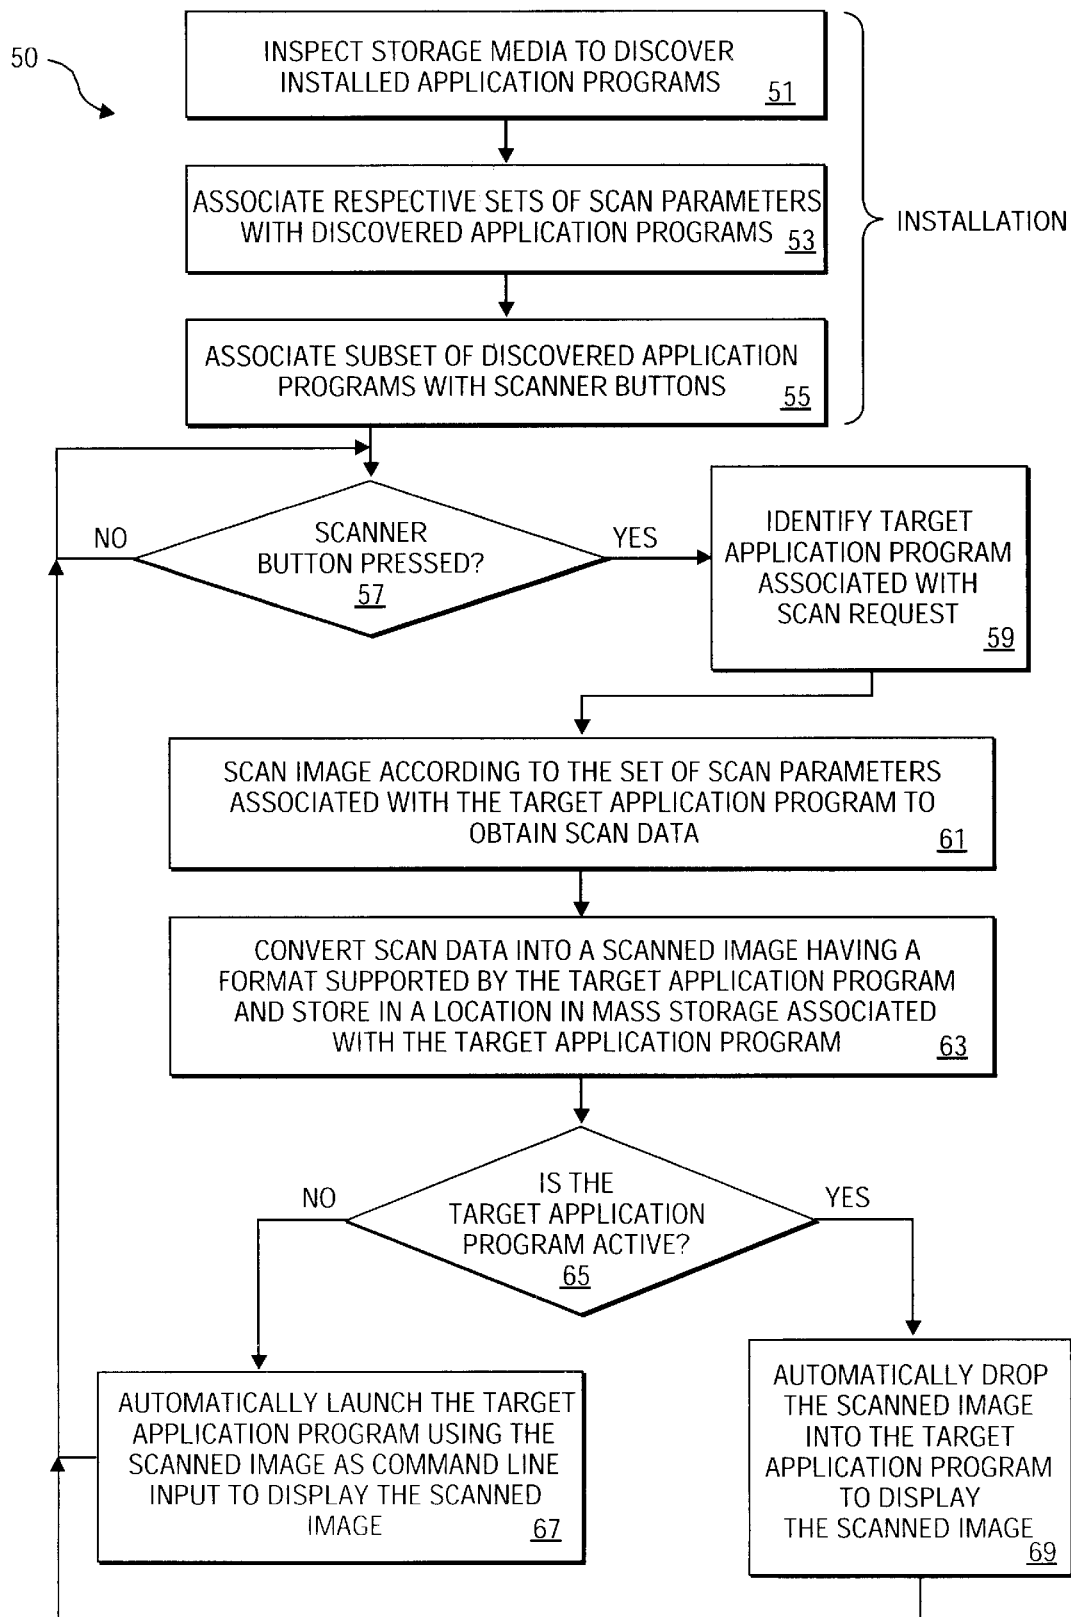 50
INSPECT STORAGE MEDIA TO DISCOVER
INSTALLED APPLICATION PROGRAMS
51
ASSOCIATE RESPECTIVE SETS OF SCAN PARAMETERS
WITH DISCOVERED APPLICATION PROGRAMS
53
INSTALLATION
ASSOCIATE SUBSET OF DISCOVERED APPLICATION
PROGRAMS WITH SCANNER BUTTONS
55
NO
SCANNER
BUTTON PRESSED?
57
YES
IDENTIFY TARGET
APPLICATION PROGRAM
ASSOCIATED WITH
SCAN REQUEST
59
SCAN IMAGE ACCORDING TO THE SET OF SCAN PARAMETERS
ASSOCIATED WITH THE TARGET APPLICATION PROGRAM TO
OBTAIN SCAN DATA
61
CONVERT SCAN DATA INTO A SCANNED IMAGE HAVING A
FORMAT SUPPORTED BY THE TARGET APPLICATION PROGRAM
AND STORE IN A LOCATION IN MASS STORAGE ASSOCIATED
WITH THE TARGET APPLICATION PROGRAM
63
NO
IS THE
TARGET APPLICATION
PROGRAM ACTIVE?
65
YES
AUTOMATICALLY LAUNCH THE TARGET
APPLICATION PROGRAM USING THE
SCANNED IMAGE AS COMMAND LINE
INPUT TO DISPLAY THE SCANNED
IMAGE
67
AUTOMATICALLY DROP
THE SCANNED IMAGE
INTO THE TARGET
APPLICATION PROGRAM
TO DISPLAY
THE SCANNED IMAGE
69